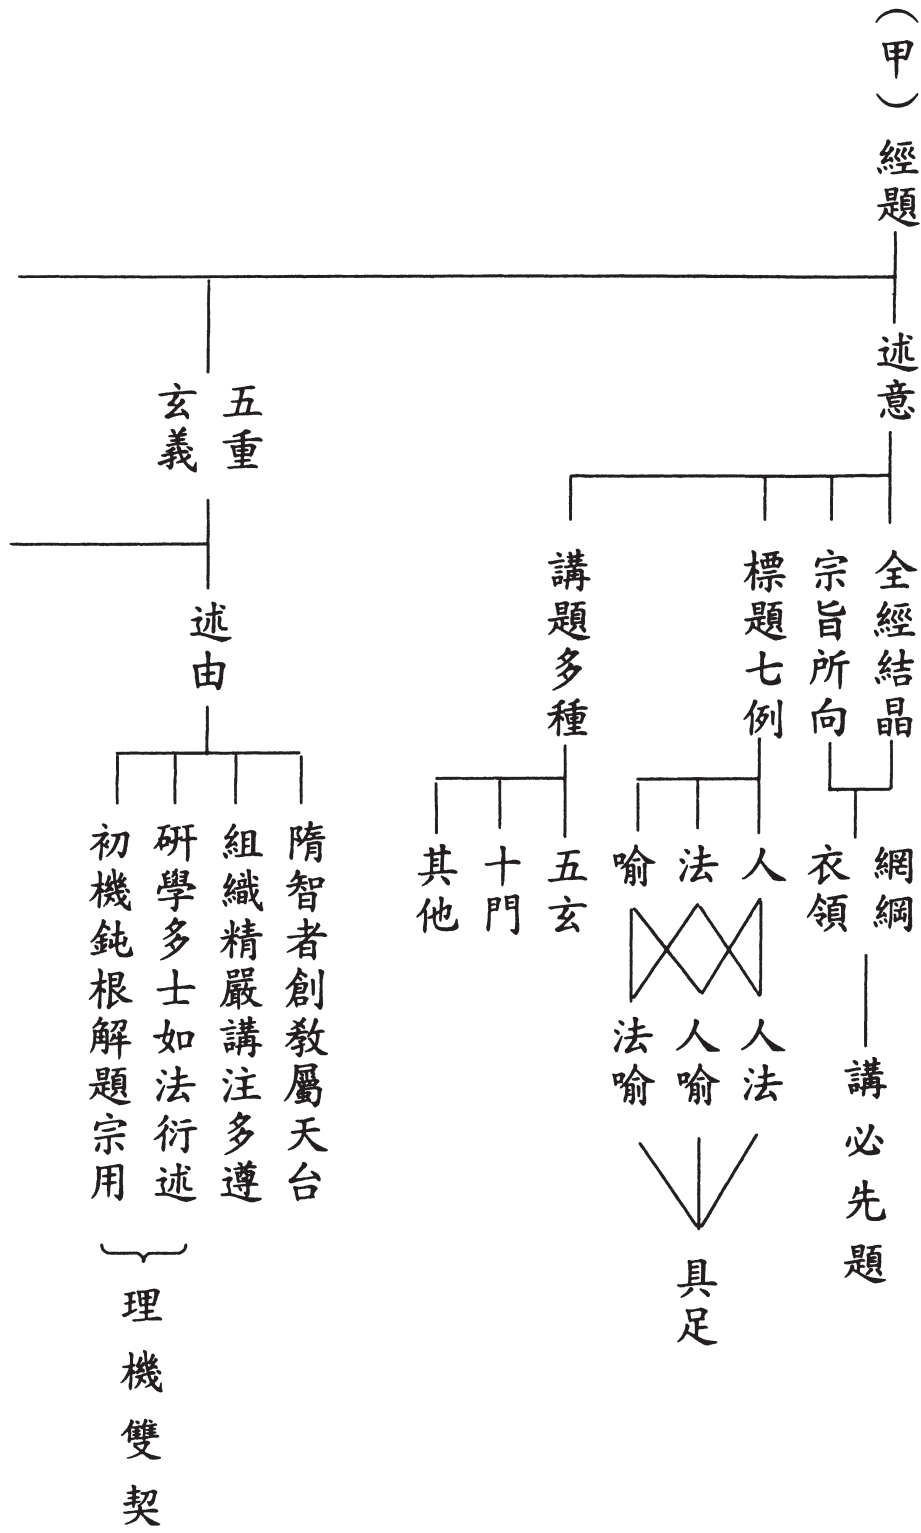 （甲）經題
述意
全經結晶
宗旨所向
標題七例
講題多種
網綱
衣領
講必先題
人
法
喻
人法
人喻
法喻
具足
五玄
十門
其他
五重
玄義
述由
隋智者創教屬天台
組織精嚴講注多遵
研學多士如法衍述
初機鈍根解題宗用
理機雙契